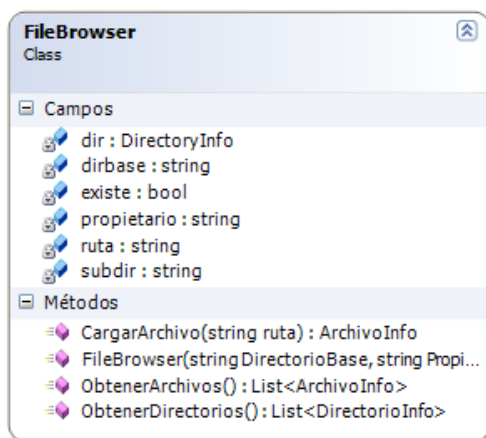 FileBrowser
Class
Campos
dir : DirectoryInfo
dirbase : string
existe : bool
propietario : string
ruta : string
subdir : string
Métodos
CargarArchivo(string ruta) : ArchivoInfo
FileBrowser(string DirectorioBase, string Propi...
ObtenerArchivos() : List<ArchivoInfo>
ObtenerDirectorios() : List<DirectorioInfo>